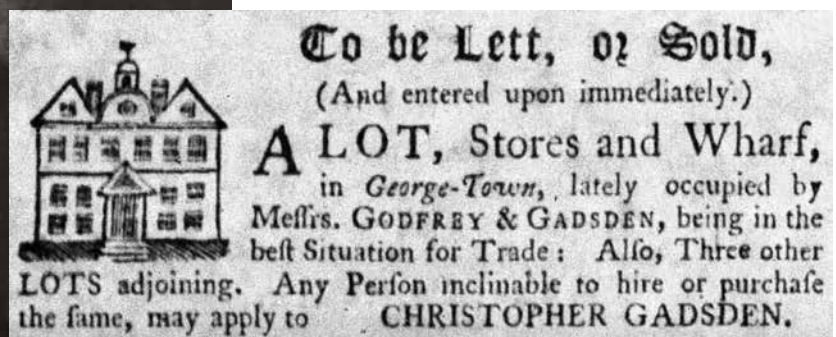 To be Lett, oꝛ Sold,
(And entered upon immediately.)
A LOT, Stores and Wharf,
in George-Town, lately occupied by
Meſſrs. GODFREY & GADSDEN, being in the
beſt Situation for Trade: Alſo, Three other
LOTS adjoining. Any Perſon inclinable to hire or purchaſe
the ſame, may apply to CHRISTOPHER GADSDEN.